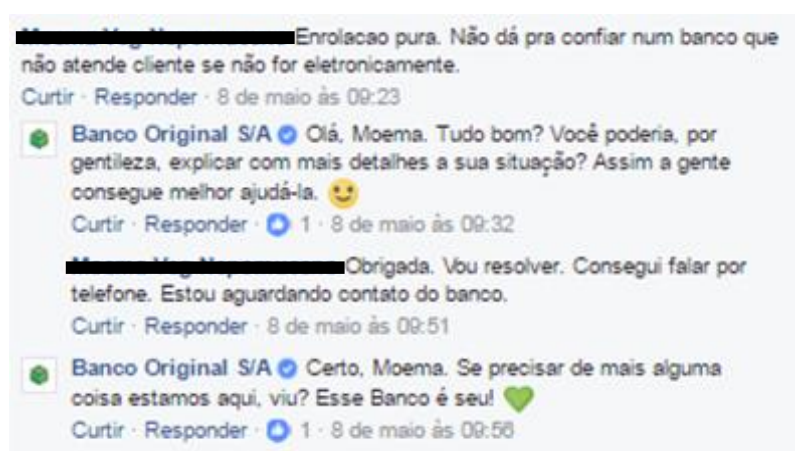 Enrolacao pura. Não dá pra confiar num banco que
não atende cliente se não for eletronicamente.
Curtir · Responder · 8 de maio às 09:23
Banco Original S/A Olá, Moema. Tudo bom? Você poderia, por
gentileza, explicar com mais detalhes a sua situação? Assim a gente
consegue melhor ajudá-la.
Curtir · Responder · 1 · 8 de maio às 09:32
Obrigada. Vou resolver. Consegui falar por
telefone. Estou aguardando contato do banco.
Curtir · Responder · 8 de maio às 09:51
Banco Original S/A Certo, Moema. Se precisar de mais alguma
coisa estamos aqui, viu? Esse Banco é seu!
Curtir · Responder · 1 · 8 de maio às 09:56